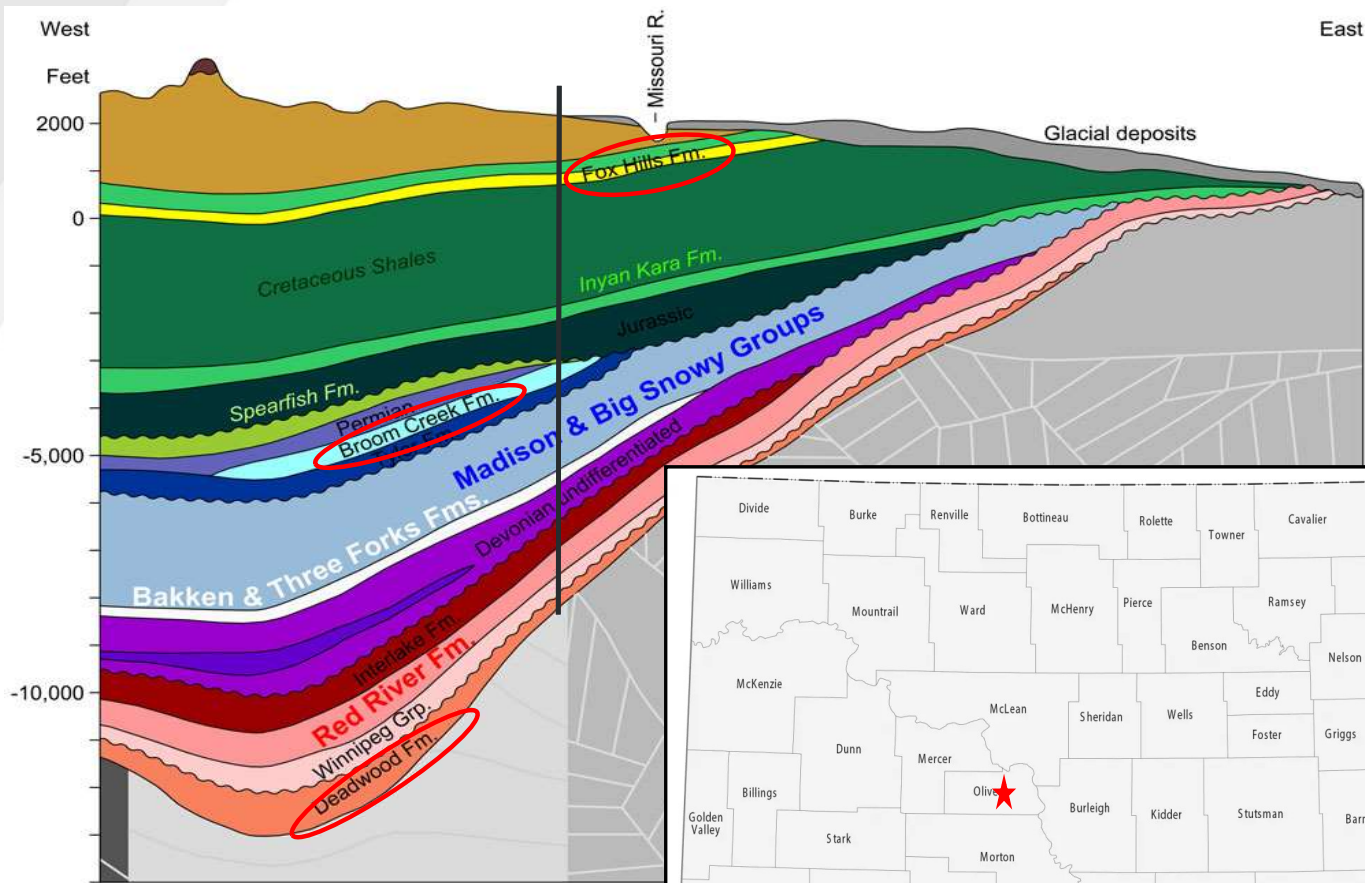 West
East
Feet
– Missouri R.
2000
Glacial deposits
Fox Hills Fm.
0
Cretaceous Shales
Inyan Kara Fm.
Jurassic
Spearfish Fm.
Permian
Broom Creek Fm.
Tyler Fm.
-5,000
Madison & Big Snowy Groups
Devonian undifferentiated
Bakken & Three Forks Fms.
Interlake Fm.
-10,000
Red River Fm.
Winnipeg Grp.
Deadwood Fm.
Divide
Burke
Renville
Bottineau
Rolette
Towner
Cavalier
Williams
Mountrail
Ward
McHenry
Pierce
Ramsey
Benson
Nelson
McKenzie
McLean
Sheridan
Wells
Eddy
Foster
Griggs
Dunn
Mercer
Golden
Valley
Billings
Stark
Olive
Burleigh
Kidder
Stutsman
Barn
Morton